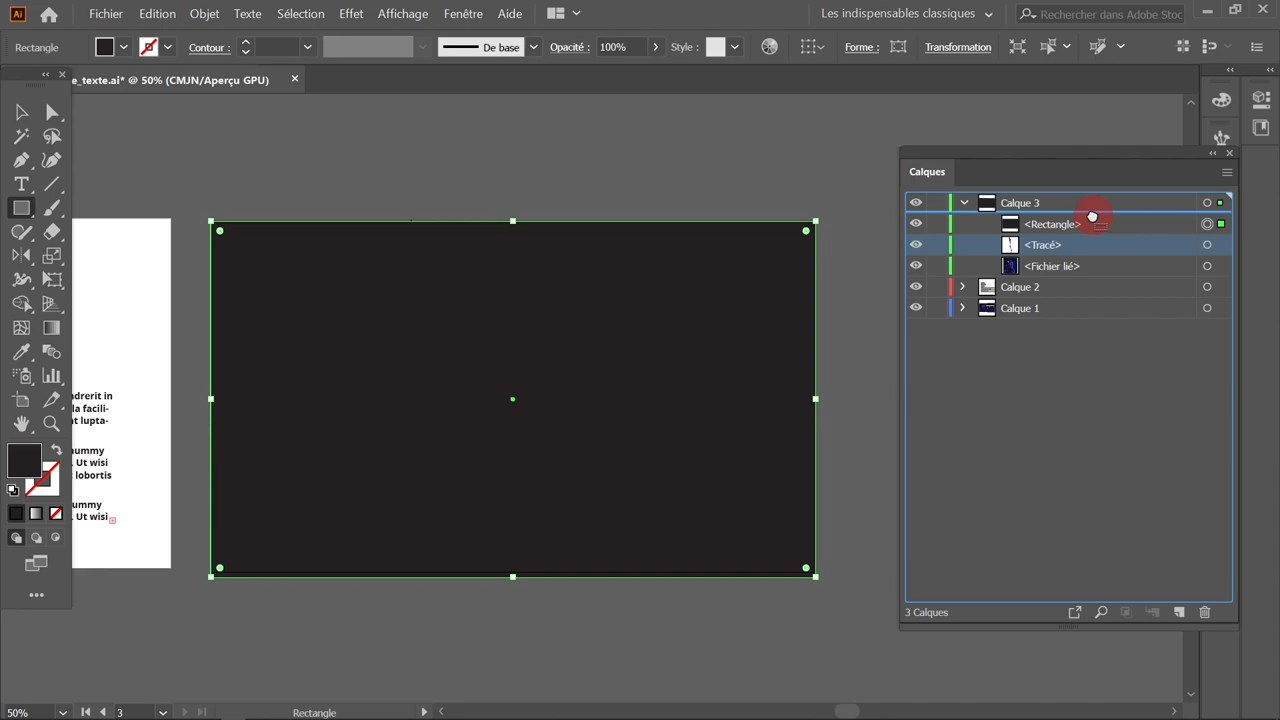 Ai Fichier Edition Objet Texte Sélection Effet Affichage Fenêtre Aide Les indispensables classiques Rechercher dans Adobe Stoc
Rectangle Contour : De base Opacité : 100% Style : Forme : Transformation
e_texte.ai* @ 50% (CMJN/Aperçu GPU)
Calques
Calque 3
<Rectangle>
<Tracé>
<Fichier lié>
Calque 2
Calque 1
drerit in
la facili-
t lupta-
nummy
. Ut wisi
t lobortis
ummy
. Ut wisi
3 Calques
50% 3 Rectangle